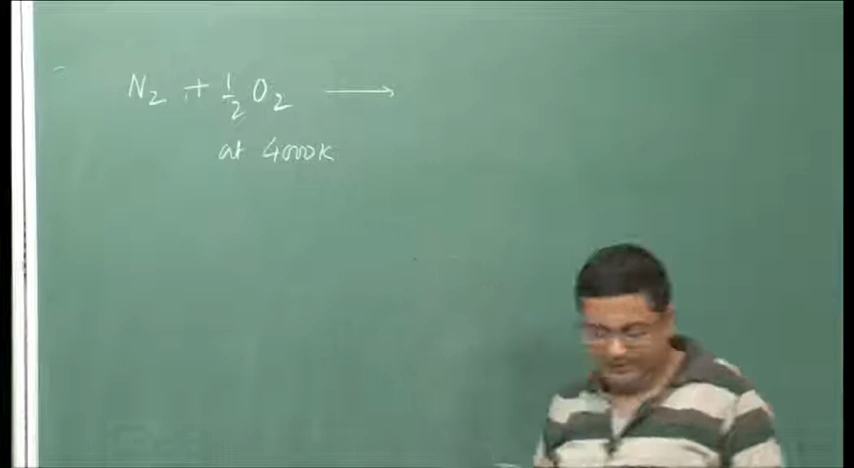 N₂ + ½ O₂ ⟶
at 4000K